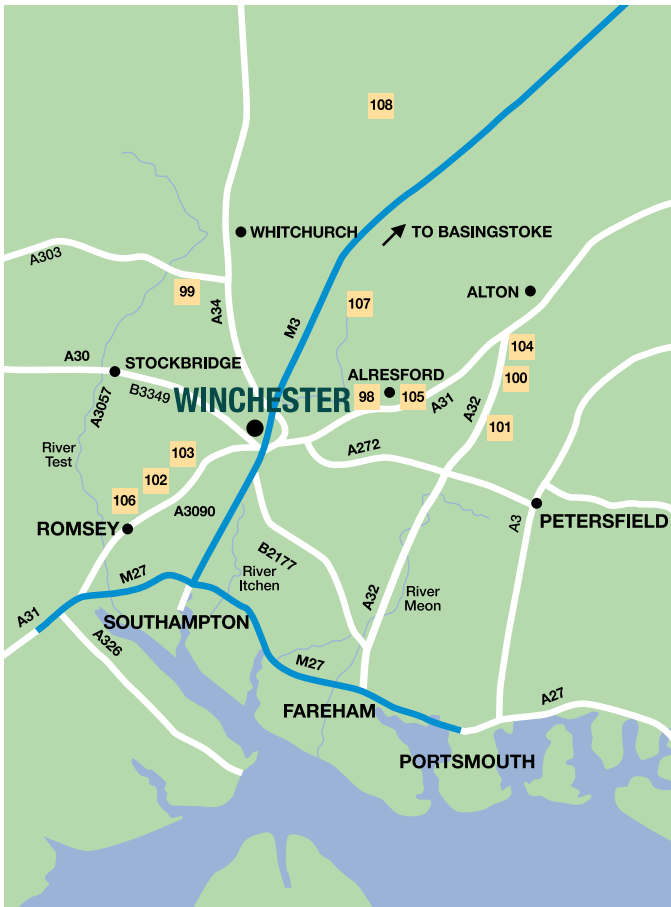 108
WHITCHURCH
TO BASINGSTOKE
A303
99
A34
M3
107
ALTON
104
A30
STOCKBRIDGE
B3349
A3057
ALRESFORD
98
105
A31
A32
100
WINCHESTER
101
River
Test
103
102
106
A272
ROMSEY
A3090
A3
PETERSFIELD
B2177
River
Itchen
M27
A32
River
Meon
A31
SOUTHAMPTON
A326
M27
FAREHAM
A27
PORTSMOUTH